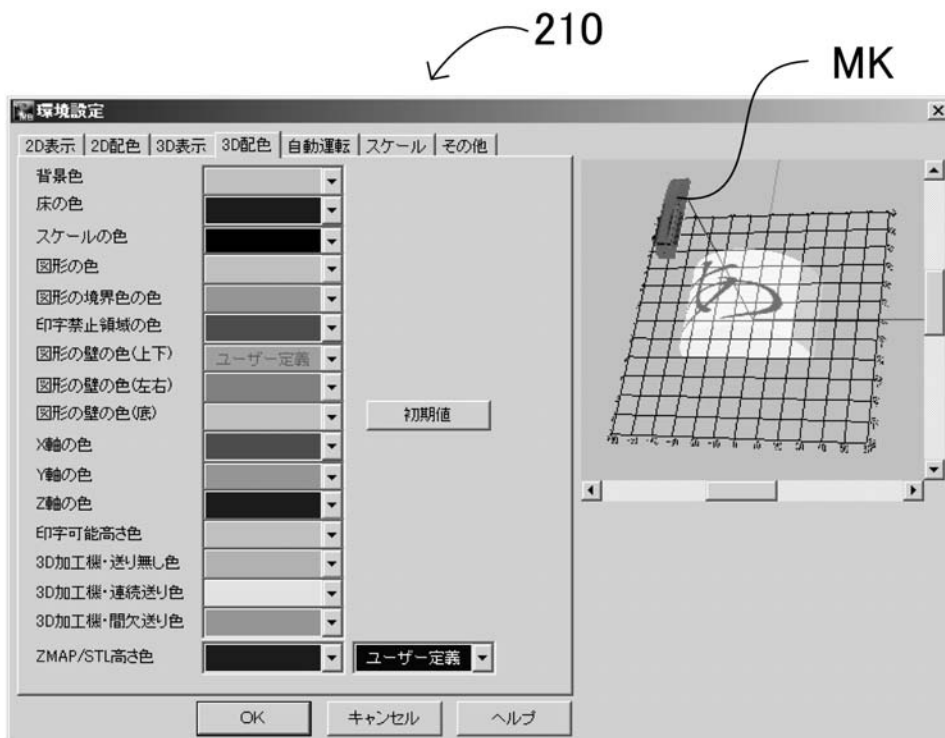 210
MK
環境設定
2D表示 2D配色 3D表示 3D配色 自動運転 スケール その他
背景色
床の色
スケールの色
図形の色
図形の境界色の色
印字禁止領域の色
図形の壁の色(上下) ユーザー定義
図形の壁の色(左右)
図形の壁の色(底) 初期値
X軸の色
Y軸の色
Z軸の色
印字可能高さ色
3D加工機・送り無し色
3D加工機・連続送り色
3D加工機・間欠送り色
ZMAP/STL高さ色 ユーザー定義
OK キャンセル ヘルプ